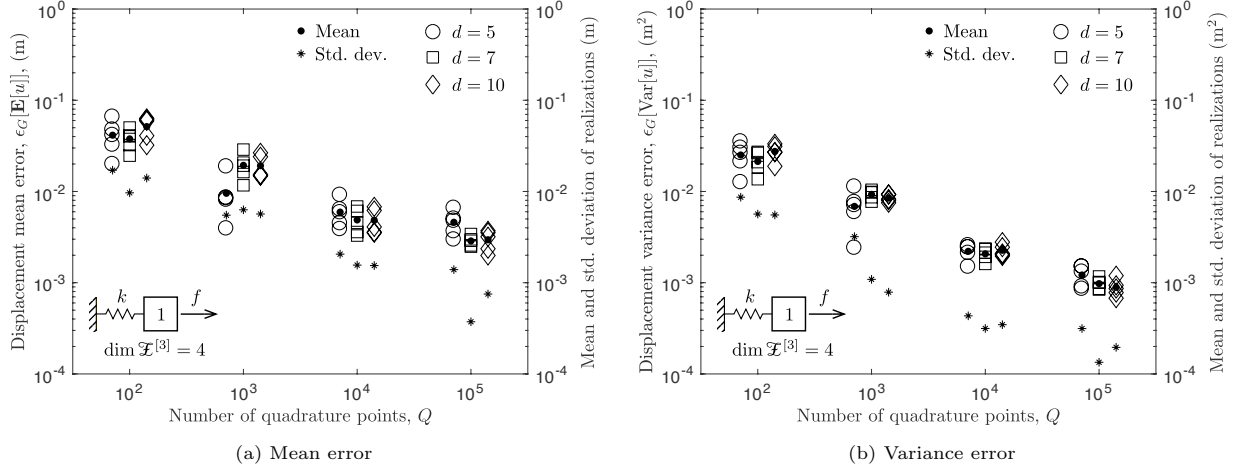 Displacement mean error, ϵ_G[E[u]], (m)
10^0
10^{-1}
10^{-2}
10^{-3}
10^{-4}
Mean
Std. dev.
d = 5
d = 7
d = 10
k
1
f
dim 𝒵^{[3]} = 4
10^2
10^3
10^4
10^5
Number of quadrature points, Q
10^0
10^{-1}
10^{-2}
10^{-3}
10^{-4}
Mean and std. deviation of realizations (m)
(a) Mean error
Displacement variance error, ϵ_G[Var[u]], (m²)
10^0
10^{-1}
10^{-2}
10^{-3}
10^{-4}
Mean
Std. dev.
d = 5
d = 7
d = 10
k
1
f
dim 𝒵^{[3]} = 4
10^2
10^3
10^4
10^5
Number of quadrature points, Q
10^0
10^{-1}
10^{-2}
10^{-3}
10^{-4}
Mean and std. deviation of realizations (m²)
(b) Variance error